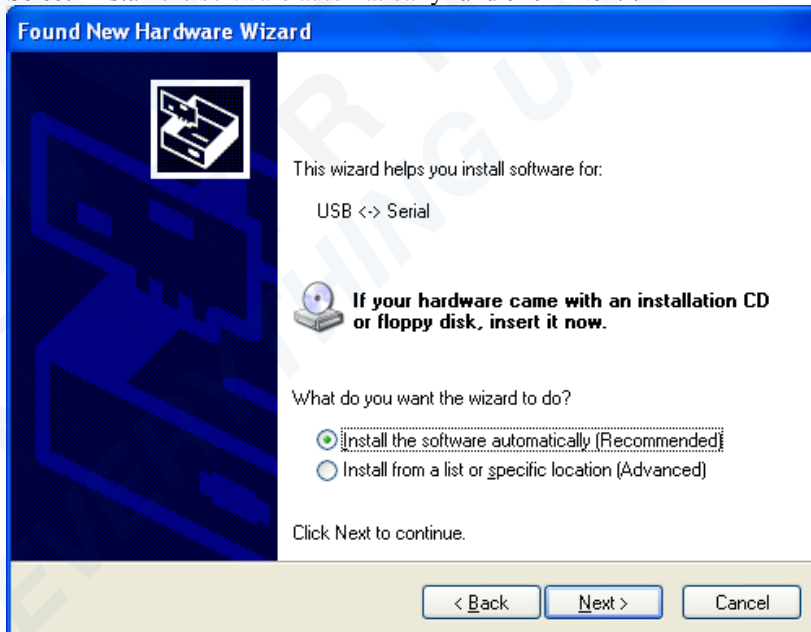 Found New Hardware Wizard
This wizard helps you install software for:
USB <-> Serial
If your hardware came with an installation CD
or floppy disk, insert it now.
What do you want the wizard to do?
Install the software automatically (Recommended)
Install from a list or specific location (Advanced)
Click Next to continue.
< Back
Next >
Cancel